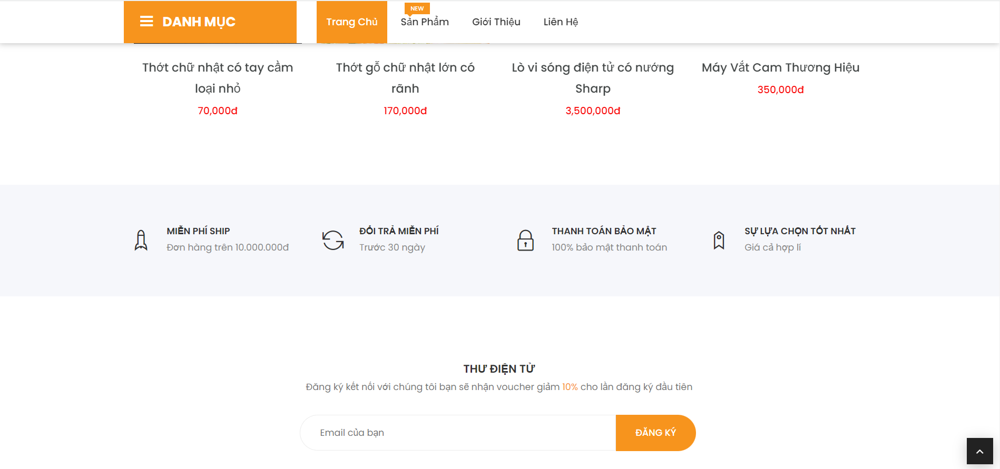 DANH MỤC
Trang Chủ
NEW
Sản Phẩm
Giới Thiệu
Liên Hệ
Thớt chữ nhật có tay cầm
loại nhỏ
70,000đ
Thớt gỗ chữ nhật lớn có
rãnh
170,000đ
Lò vi sóng điện tử có nướng
Sharp
3,500,000đ
Máy Vắt Cam Thương Hiệu
350,000đ
MIỄN PHÍ SHIP
Đơn hàng trên 10.000.000đ
ĐỔI TRẢ MIỄN PHÍ
Trước 30 ngày
THANH TOÁN BẢO MẬT
100% bảo mật thanh toán
SỰ LỰA CHỌN TỐT NHẤT
Giá cả hợp lí
THƯ ĐIỆN TỬ
Đăng ký kết nối với chúng tôi bạn sẽ nhận voucher giảm 10% cho lần đăng ký đầu tiên
Email của bạn
ĐĂNG KÝ